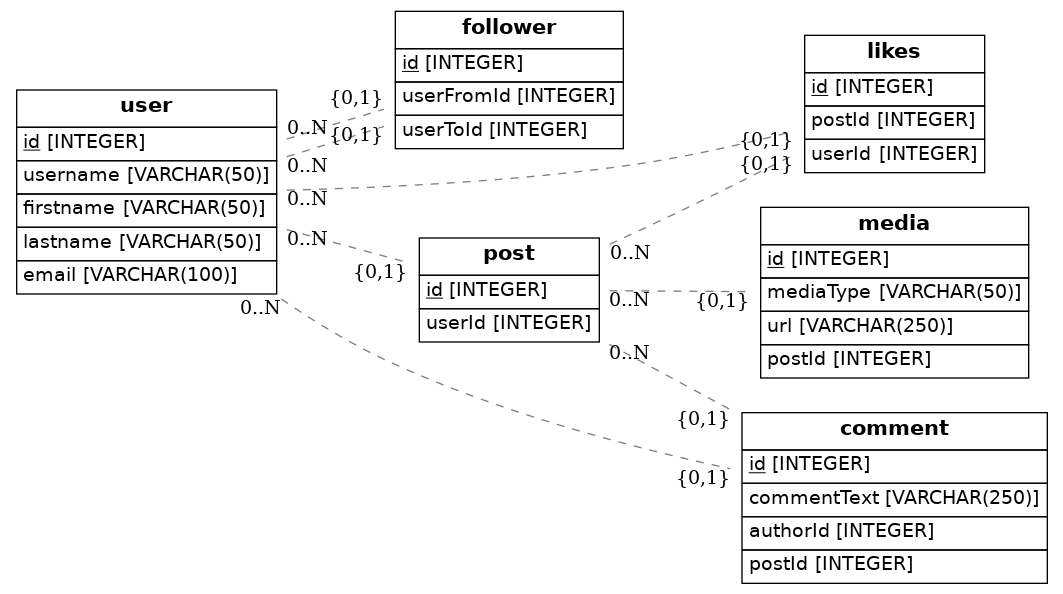 user
id [INTEGER]
username [VARCHAR(50)]
firstname [VARCHAR(50)]
lastname [VARCHAR(50)]
email [VARCHAR(100)]
follower
id [INTEGER]
userFromId [INTEGER]
userToId [INTEGER]
{0,1}
0..N
{0,1}
0..N
0..N
0..N
{0,1}
0..N
post
id [INTEGER]
userId [INTEGER]
likes
id [INTEGER]
postId [INTEGER]
userId [INTEGER]
{0,1}
{0,1}
0..N
0..N
{0,1}
0..N
{0,1}
{0,1}
media
id [INTEGER]
mediaType [VARCHAR(50)]
url [VARCHAR(250)]
postId [INTEGER]
comment
id [INTEGER]
commentText [VARCHAR(250)]
authorId [INTEGER]
postId [INTEGER]